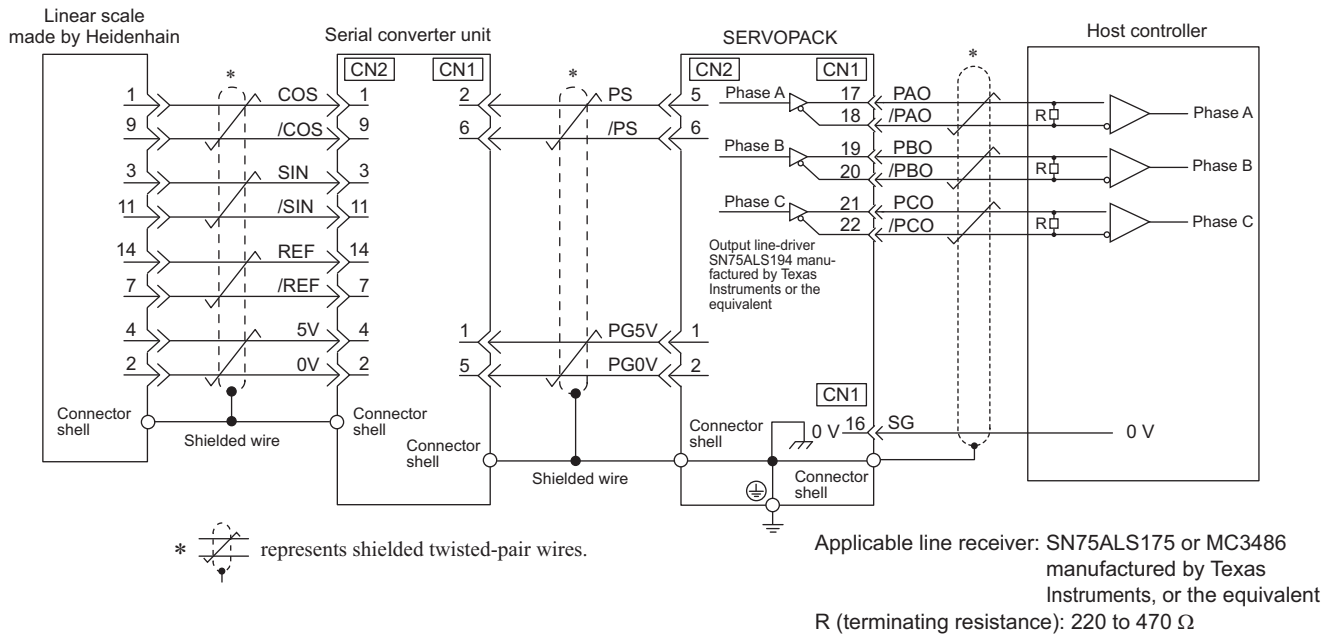 Linear scale
made by Heidenhain
Serial converter unit
SERVOPACK
Host controller
*
*
*
CN2
CN1
CN2
CN1
1 COS 1
9 /COS 9
3 SIN 3
11 /SIN 11
14 REF 14
7 /REF 7
4 5V 4
2 0V 2
Connector
shell
Shielded wire
Connector
shell
2 PS 5
6 /PS 6
1 PG5V 1
5 PG0V 2
Connector
shell
Shielded wire
Connector
shell
Phase A 17 PAO R Phase A
18 /PAO
Phase B 19 PBO R Phase B
20 /PBO
Phase C 21 PCO R Phase C
22 /PCO
Output line-driver
SN75ALS194 manu-
factured by Texas
Instruments or the
equivalent
CN1
0 V 16 SG 0 V
Connector
shell
* represents shielded twisted-pair wires.
Applicable line receiver: SN75ALS175 or MC3486
manufactured by Texas
Instruments, or the equivalent
R (terminating resistance): 220 to 470 Ω